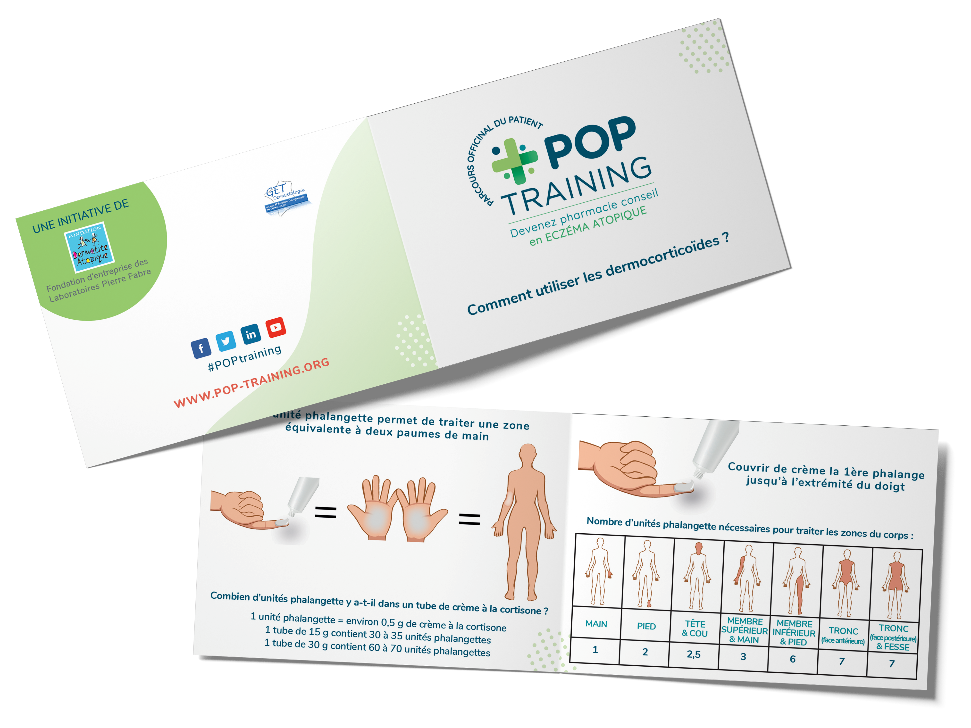 UNE INITIATIVE DE
FONDATION
pour la
Dermatite
Atopique
Fondation d'entreprise des
Laboratoires Pierre Fabre
GET
#POPtraining
WWW.POP-TRAINING.ORG
PARCOURS OFFICINAL DU PATIENT
POP
TRAINING
Devenez pharmacie conseil
en ECZÉMA ATOPIQUE
Comment utiliser les dermocorticoïdes ?
unité phalangette permet de traiter une zone
équivalente à deux paumes de main
= =
Combien d'unités phalangette y a-t-il dans un tube de crème à la cortisone ?
1 unité phalangette = environ 0,5 g de crème à la cortisone
1 tube de 15 g contient 30 à 35 unités phalangettes
1 tube de 30 g contient 60 à 70 unités phalangettes
Couvrir de crème la 1ère phalange
jusqu'à l'extrémité du doigt
Nombre d'unités phalangette nécessaires pour traiter les zones du corps :
MAIN
1
PIED
2
TÊTE
& COU
2,5
MEMBRE
SUPÉRIEUR
& MAIN
3
MEMBRE
INFÉRIEUR
& PIED
6
TRONC
(face antérieure)
7
TRONC
(face postérieure)
& FESSE
7